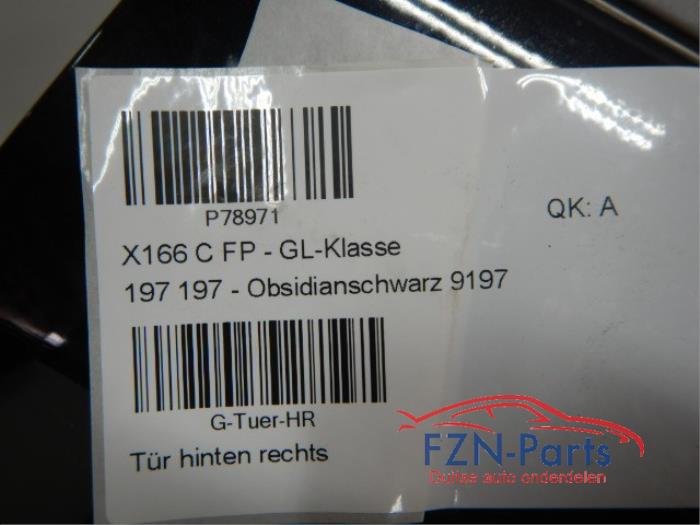 P78971
QK: A
X166 C FP - GL-Klasse
197 197 - Obsidianschwarz 9197
G-Tuer-HR
Tür hinten rechts
FZN-Parts
Duitse auto onderdelen